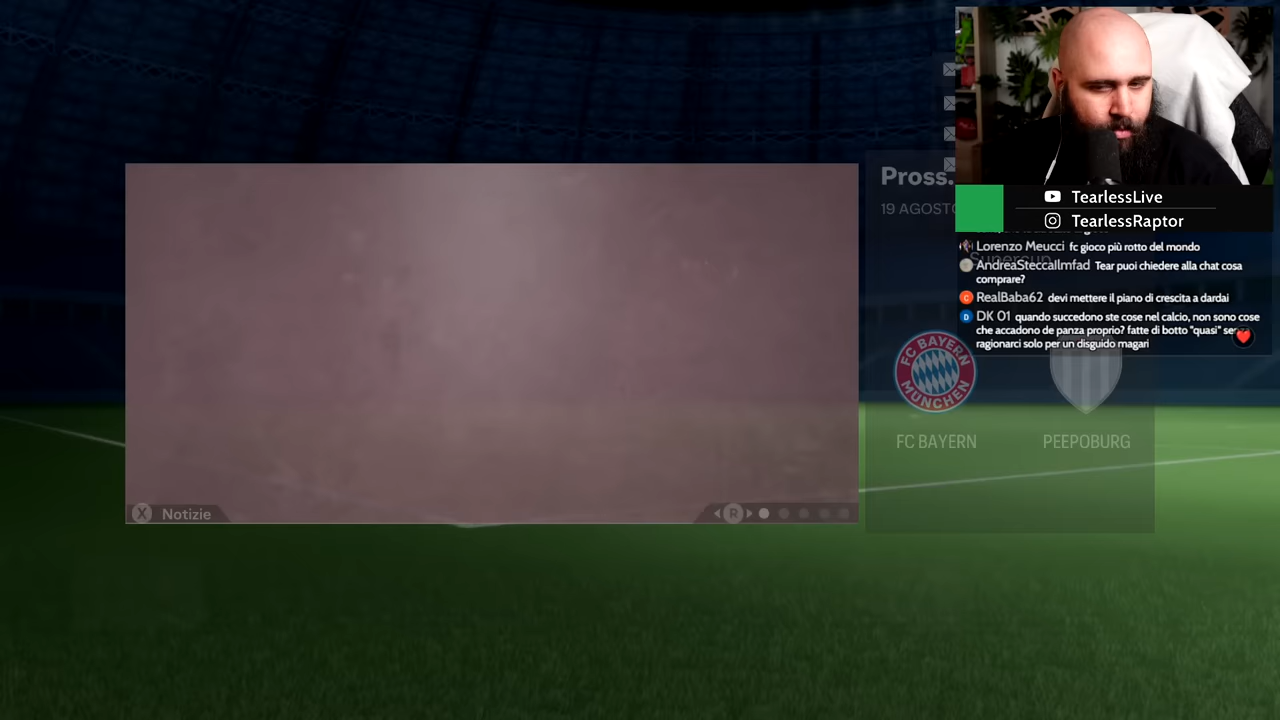 Pross.
19 AGOSTO
Supercup
TearlessLive
TearlessRaptor
Lorenzo Meucci fc gioco più rotto del mondo
AndreaSteccaIlmfad Tear puoi chiedere alla chat cosa
comprare?
RealBaba62 devi mettere il piano di crescita a dardai
DK 01 quando succedono ste cose nel calcio, non sono cose
che accadono de panza proprio? fatte di botto "quasi"
ragionarci solo per un disguido magari
FC BAYERN
MÜNCHEN
FC BAYERN
PEEPOBURG
X Notizie
R